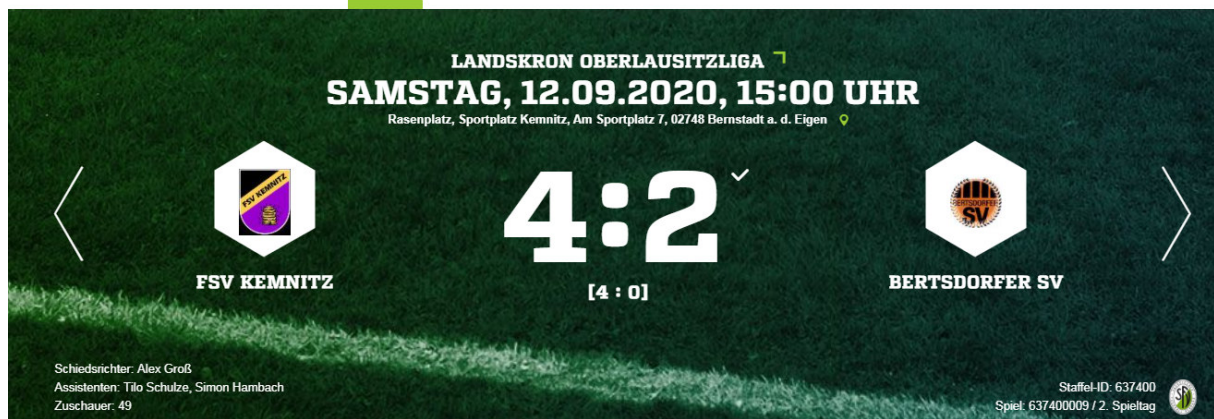 LANDSKRON OBERLAUSITZLIGA
SAMSTAG, 12.09.2020, 15:00 UHR
Rasenplatz, Sportplatz Kemnitz, Am Sportplatz 7, 02748 Bernstadt a. d. Eigen
FSV KEMNITZ
4:2
BERTSDORFER SV
FSV KEMNITZ
[4 : 0]
BERTSDORFER SV
Schiedsrichter: Alex Groß
Assistenten: Tilo Schulze, Simon Hambach
Zuschauer: 49
Staffel-ID: 637400
Spiel: 637400009 / 2. Spieltag